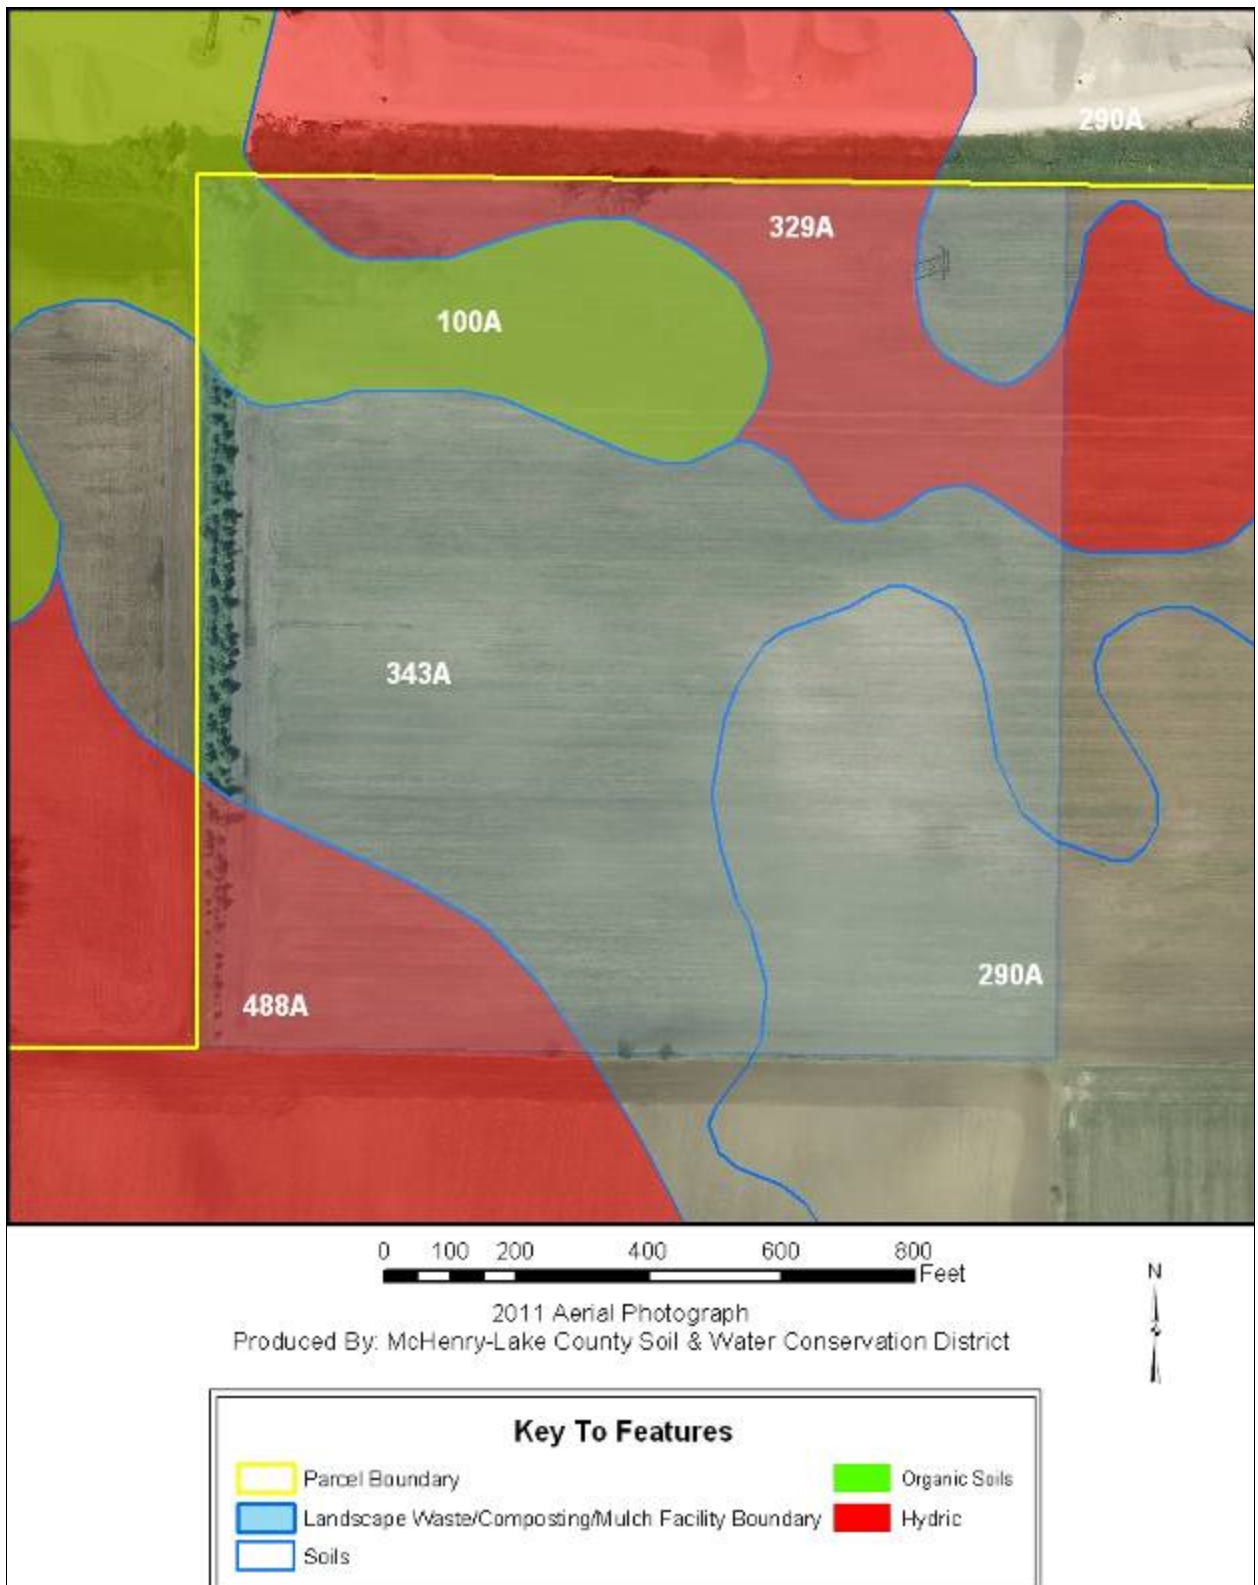 290A
329A
100A
343A
290A
488A
0 100 200 400 600 800
Feet
2011 Aerial Photograph
Produced By: McHenry-Lake County Soil & Water Conservation District
N
Key To Features
Parcel Boundary
Organic Soils
Landscape Waste/Composting/Mulch Facility Boundary
Hydric
Soils